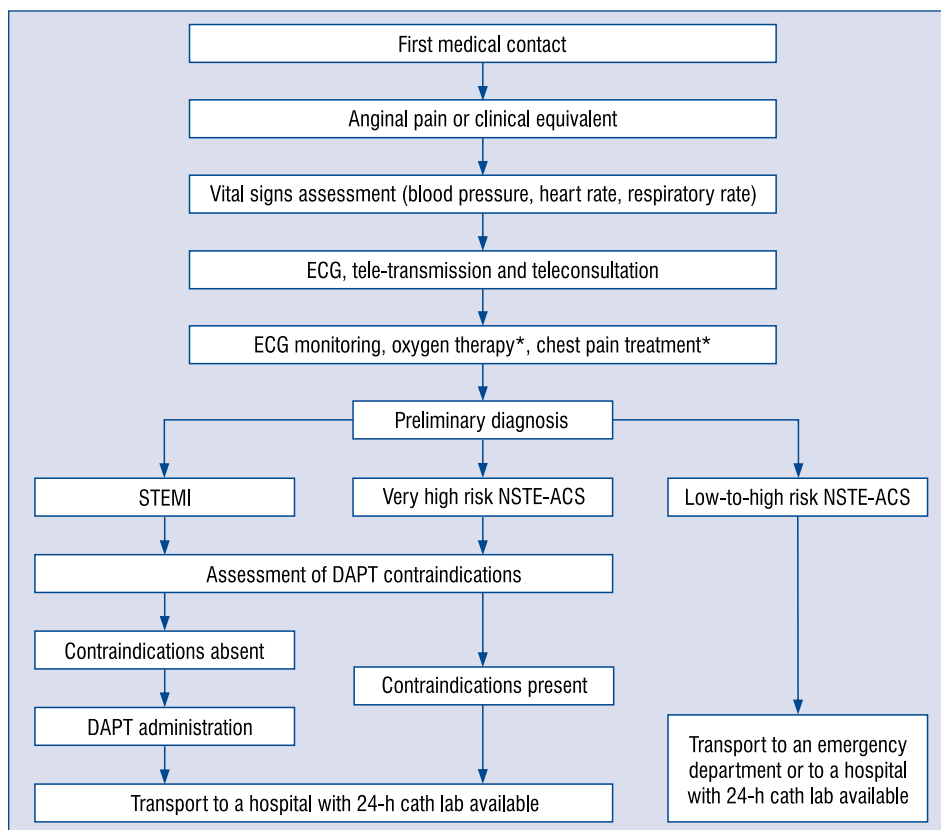 First medical contact
Anginal pain or clinical equivalent
Vital signs assessment (blood pressure, heart rate, respiratory rate)
ECG, tele-transmission and teleconsultation
ECG monitoring, oxygen therapy*, chest pain treatment*
Preliminary diagnosis
STEMI
Very high risk NSTE-ACS
Low-to-high risk NSTE-ACS
Assessment of DAPT contraindications
Contraindications absent
Contraindications present
DAPT administration
Transport to a hospital with 24-h cath lab available
Transport to an emergency
department or to a hospital
with 24-h cath lab available